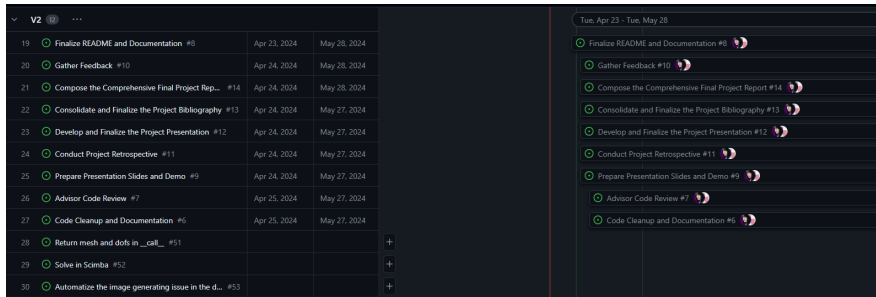 V2 12 ...
Tue, Apr 23 - Tue, May 28
19 Finalize README and Documentation #8 Apr 23, 2024 May 28, 2024 Finalize README and Documentation #8
20 Gather Feedback #10 Apr 24, 2024 May 28, 2024 Gather Feedback #10
21 Compose the Comprehensive Final Project Rep... #14 Apr 24, 2024 May 28, 2024 Compose the Comprehensive Final Project Report #14
22 Consolidate and Finalize the Project Bibliography #13 Apr 24, 2024 May 27, 2024 Consolidate and Finalize the Project Bibliography #13
23 Develop and Finalize the Project Presentation #12 Apr 24, 2024 May 27, 2024 Develop and Finalize the Project Presentation #12
24 Conduct Project Retrospective #11 Apr 24, 2024 May 27, 2024 Conduct Project Retrospective #11
25 Prepare Presentation Slides and Demo #9 Apr 24, 2024 May 27, 2024 Prepare Presentation Slides and Demo #9
26 Advisor Code Review #7 Apr 25, 2024 May 27, 2024 Advisor Code Review #7
27 Code Cleanup and Documentation #6 Apr 25, 2024 May 27, 2024 Code Cleanup and Documentation #6
28 Return mesh and dofs in __call__ #51 +
29 Solve in Scimba #52 +
30 Automatize the image generating issue in the d... #53 +